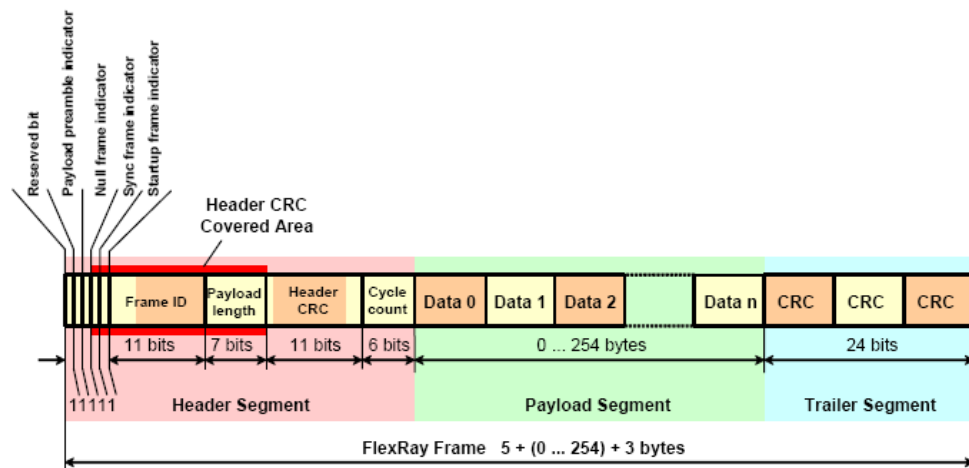 Reserved bit
Payload preamble indicator
Null frame indicator
Sync frame indicator
Startup frame indicator
Header CRC
Covered Area
Frame ID
Payload
length
Header
CRC
Cycle
count
Data 0
Data 1
Data 2
Data n
CRC
CRC
CRC
11 bits
7 bits
11 bits
6 bits
0 ... 254 bytes
24 bits
11111
Header Segment
Payload Segment
Trailer Segment
FlexRay Frame 5 + (0 ... 254) + 3 bytes